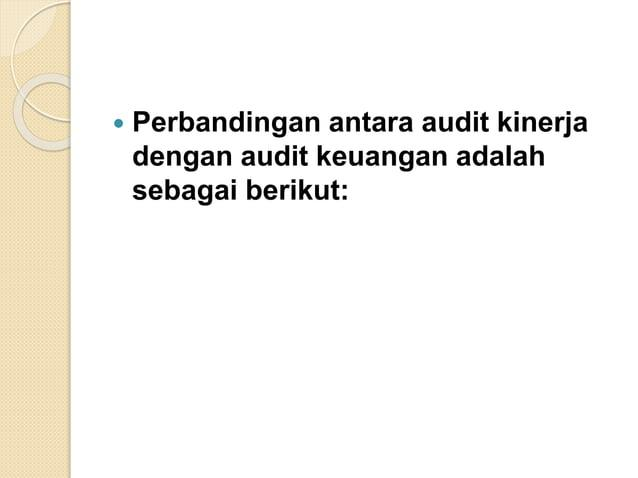 • Perbandingan antara audit kinerja
dengan audit keuangan adalah
sebagai berikut: